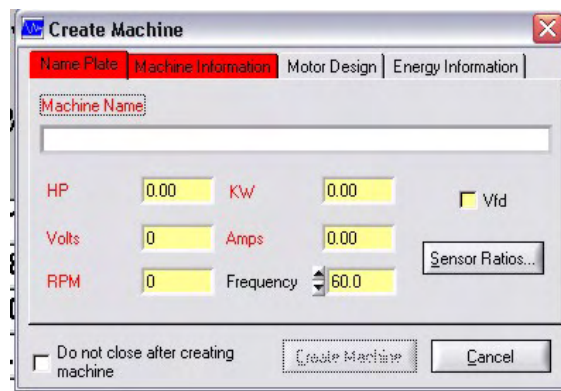 Create Machine
Name Plate Machine Information Motor Design Energy Information
Machine Name
HP 0.00 KW 0.00 Vfd
Volts 0 Amps 0.00
Sensor Ratios...
RPM 0 Frequency 60.0
Do not close after creating
machine
Create Machine Cancel